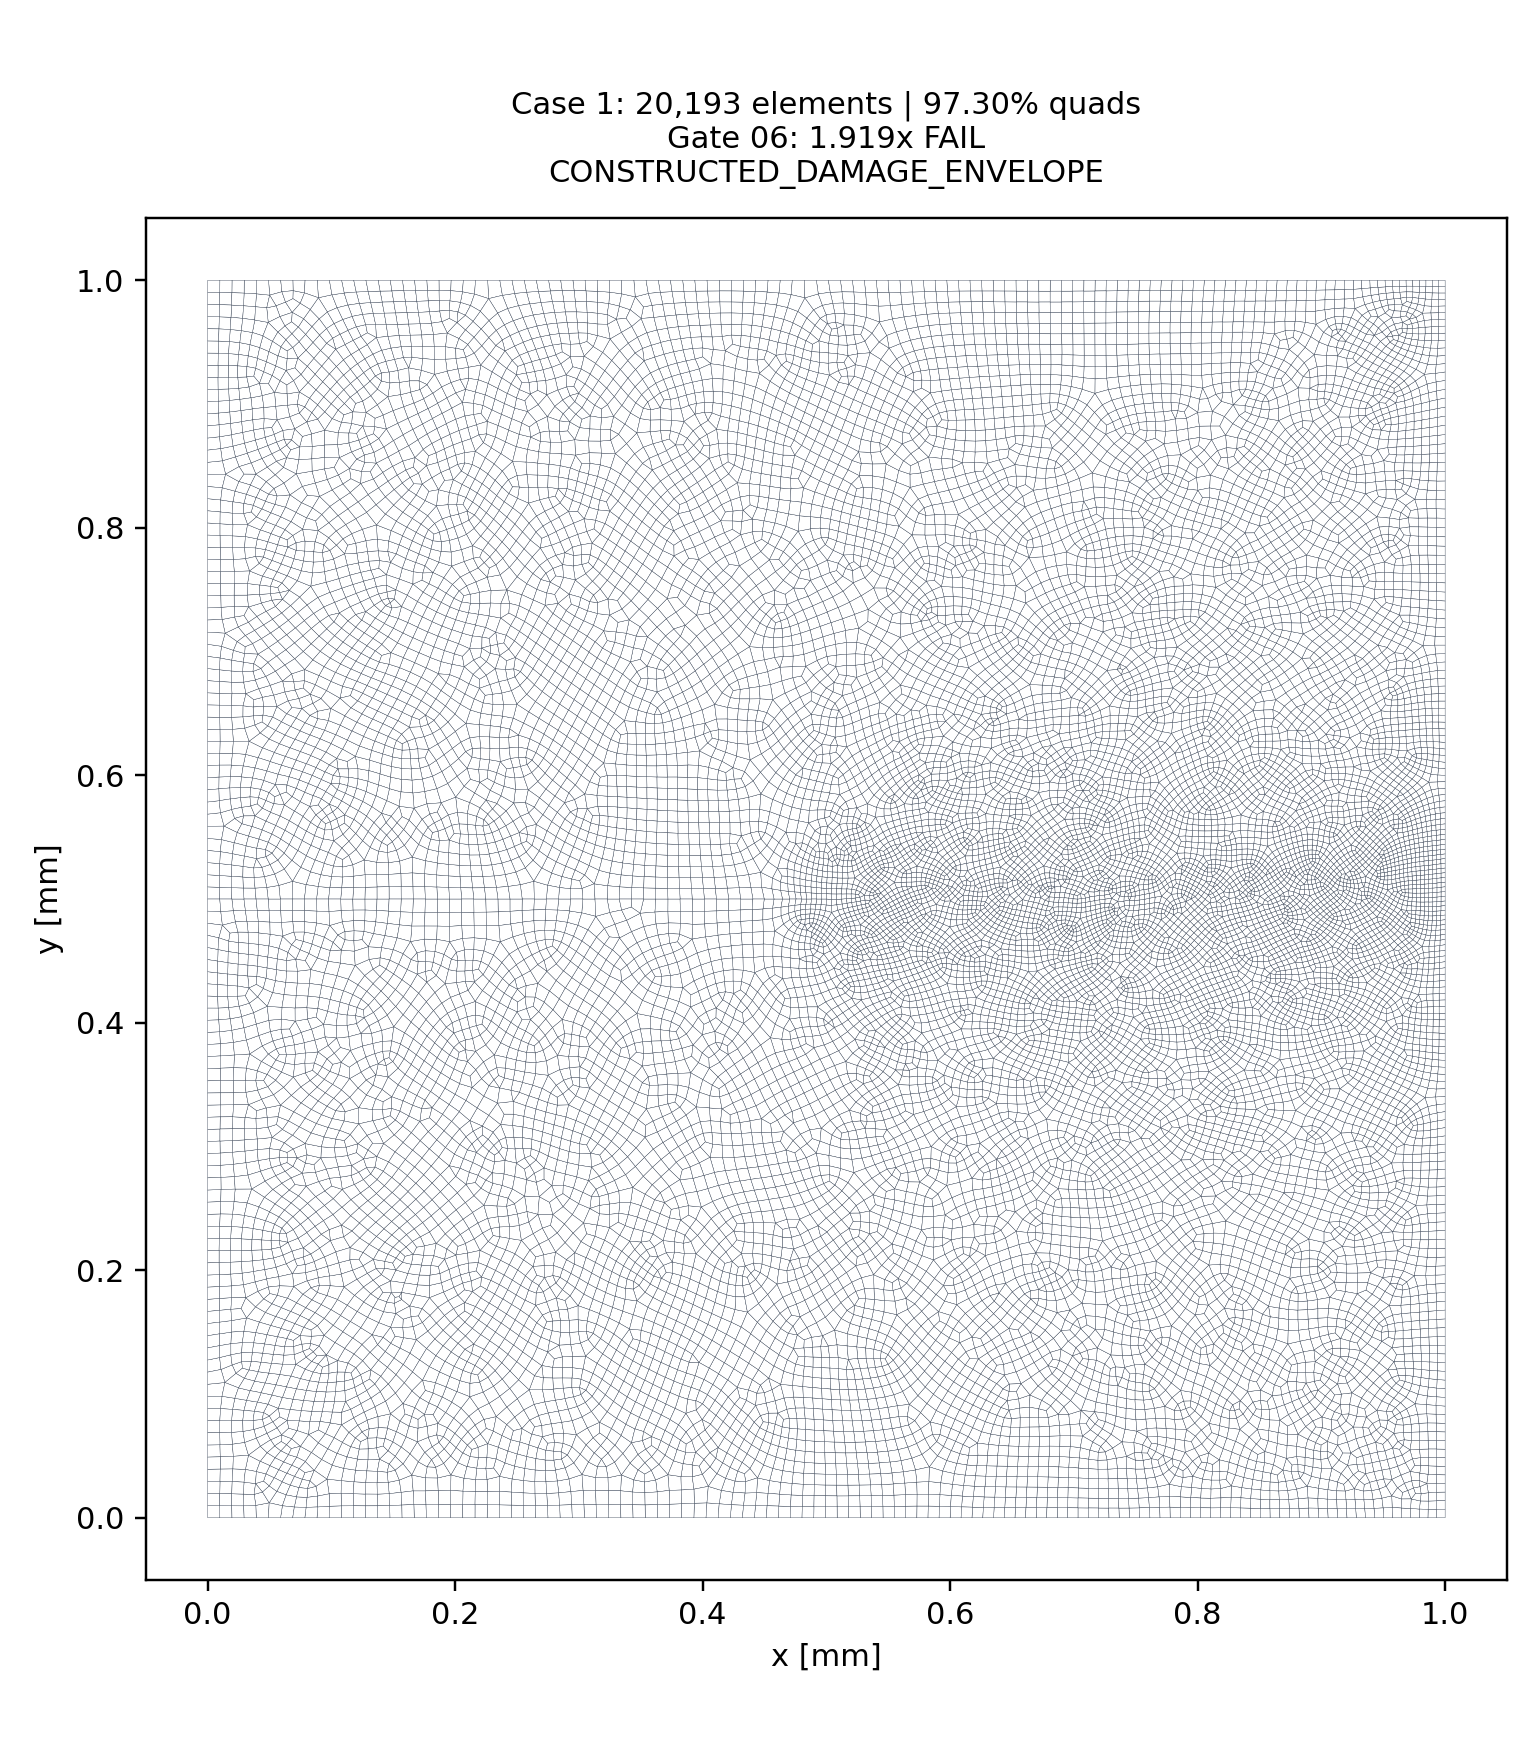 Case 1: 20,193 elements | 97.30% quads
Gate 06: 1.919x FAIL
CONSTRUCTED_DAMAGE_ENVELOPE
1.0
0.8
0.6
0.4
0.2
0.0
y [mm]
0.0 0.2 0.4 0.6 0.8 1.0
x [mm]